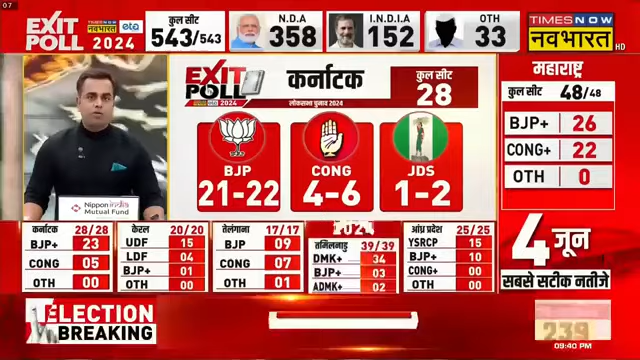 07
EXIT
POLL
2024
TIMES NOW
नवभारत
eta
कुल सीट
543/543
N.D.A
358
I.N.D.I.A
152
OTH
33
TIMES NOW
नवभारत
HD
EXIT
POLL
2024
कर्नाटक
लोकसभा चुनाव 2024
कुल सीट
28
BJP
21-22
CONG
4-6
JDS
1-2
महाराष्ट्र
कुल सीट 48/48
BJP+ 26
CONG+ 22
OTH 0
Nippon india
Mutual Fund
कर्नाटक 28/28
BJP+ 23
CONG 05
OTH 00
केरल 20/20
UDF 15
LDF 04
BJP+ 01
OTH 00
तेलंगाना 17/17
BJP 09
CONG 07
OTH 01
2024
तमिलनाडु 39/39
DMK+ 34
BJP+ 03
ADMK+ 02
आंध्र प्रदेश 25/25
YSRCP 15
BJP+ 10
CONG+ 00
OTH 00
4 जून
सबसे सटीक नतीजे
ELECTION
BREAKING
239
09:40 PM